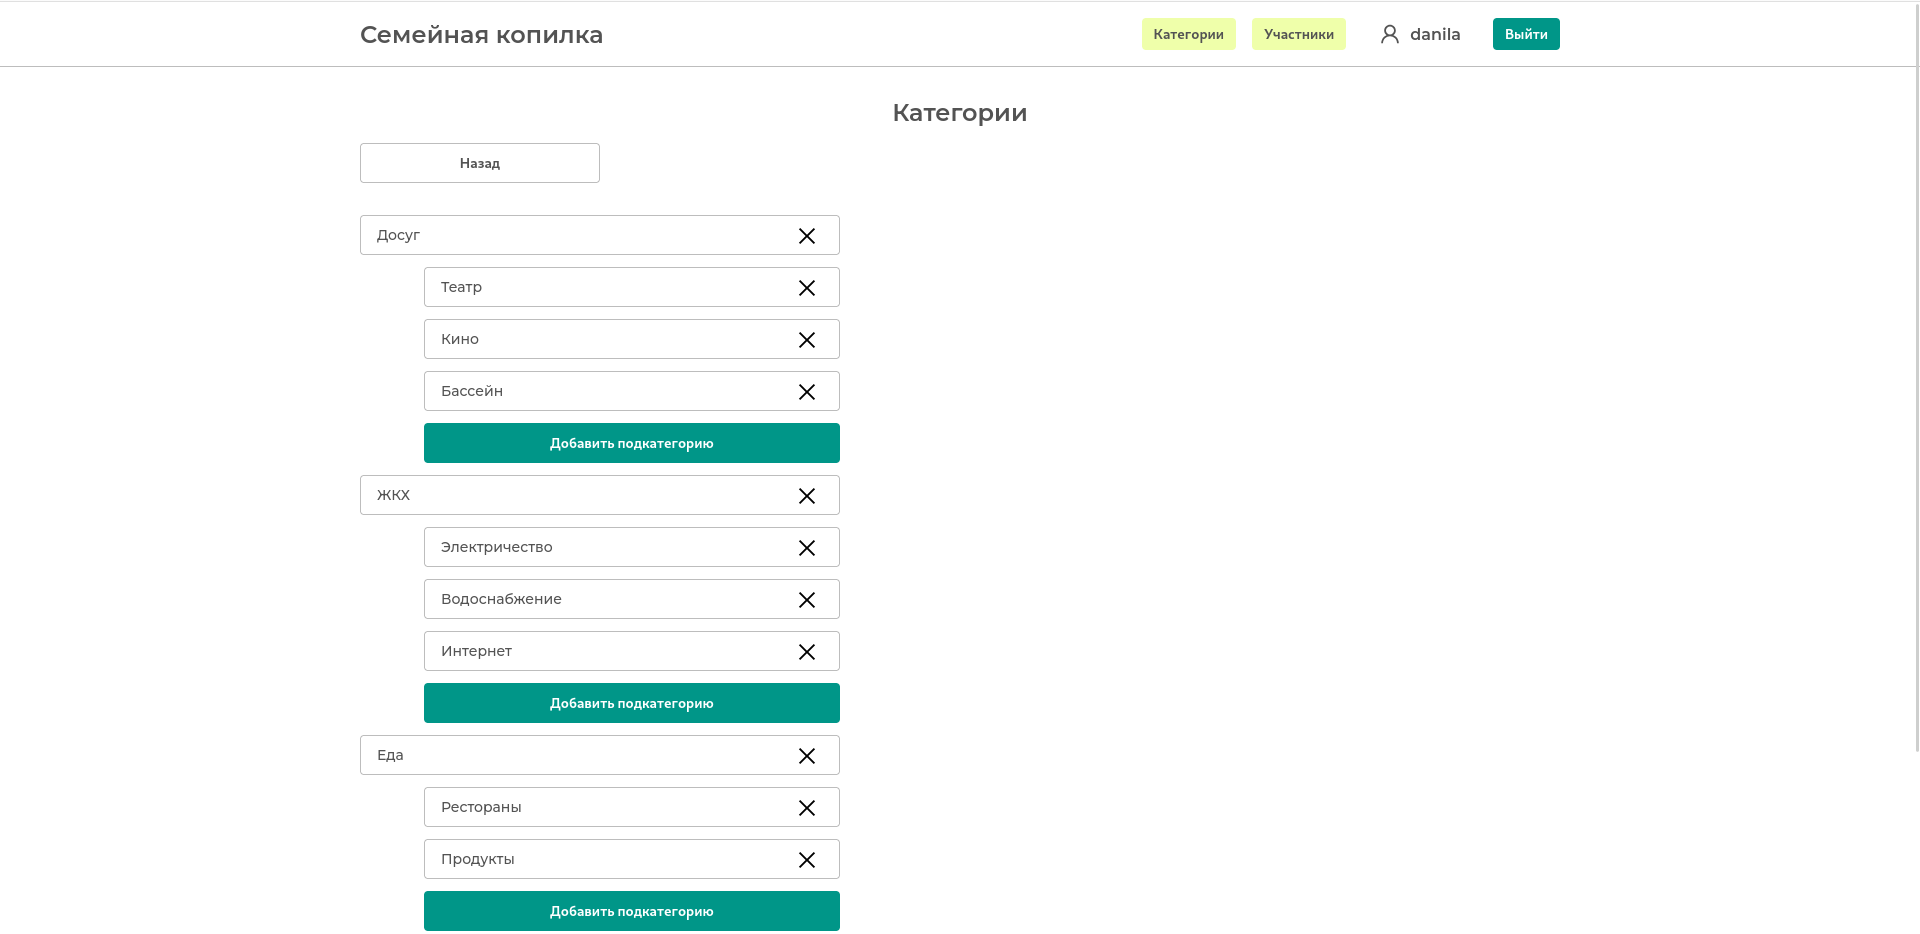 Семейная копилка
Категории
Участники
danila
Выйти
Категории
Назад
Досуг
Театр
Кино
Бассейн
Добавить подкатегорию
ЖКХ
Электричество
Водоснабжение
Интернет
Добавить подкатегорию
Еда
Рестораны
Продукты
Добавить подкатегорию